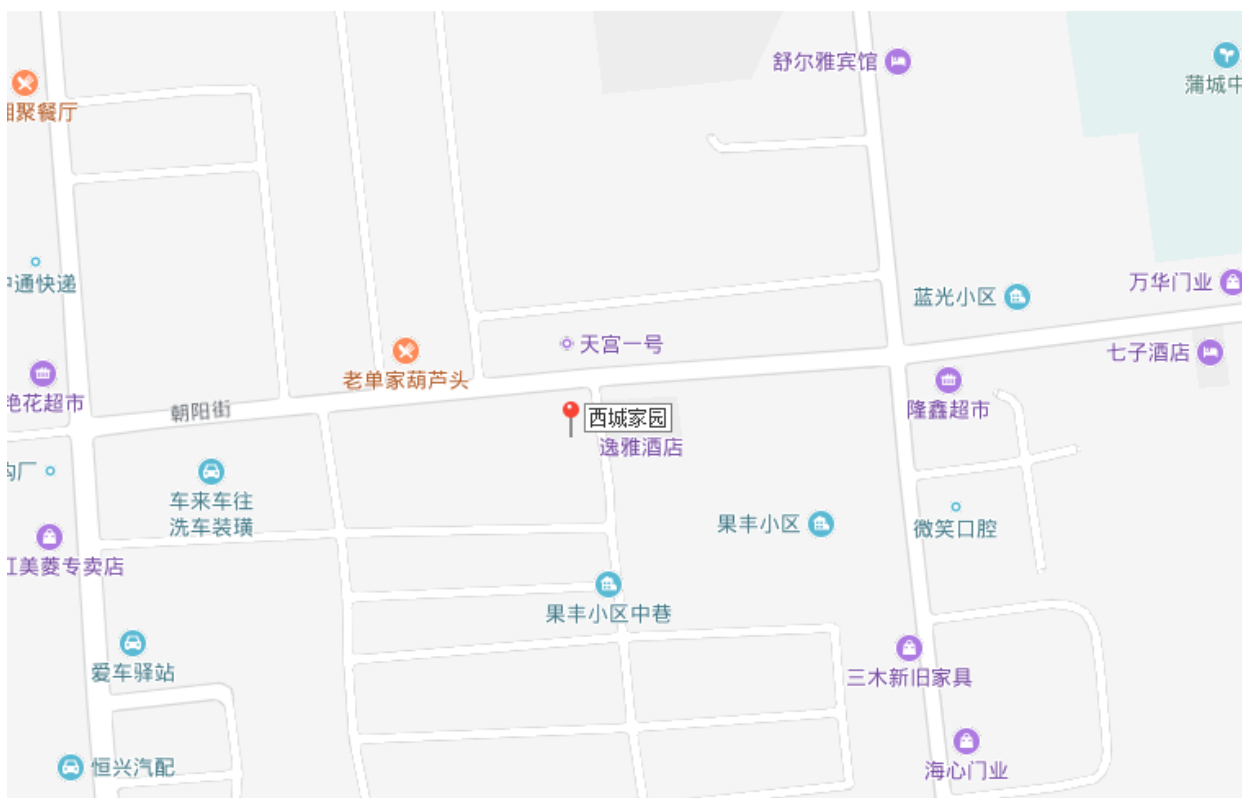 舒尔雅宾馆
蒲城中
聚餐厅
通快递
万华门业
蓝光小区
天宫一号
七子酒店
老单家葫芦头
花超市
朝阳街
隆鑫超市
西城家园
逸雅酒店
厂
车来车往
洗车装璜
果丰小区
微笑口腔
美菱专卖店
果丰小区中巷
爱车驿站
三木新旧家具
恒兴汽配
海心门业